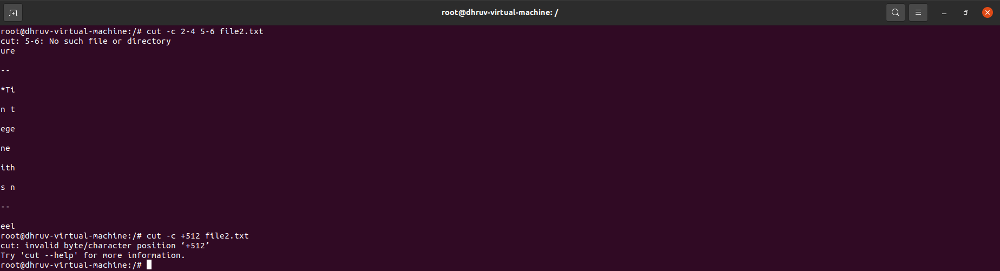 root@dhruv-virtual-machine: /
root@dhruv-virtual-machine:/# cut -c 2-4 5-6 file2.txt
cut: 5-6: No such file or directory
ure
--
*Ti
n t
ege
ne
ith
s n
--
eel
root@dhruv-virtual-machine:/# cut -c +512 file2.txt
cut: invalid byte/character position ‘+512’
Try 'cut --help' for more information.
root@dhruv-virtual-machine:/#